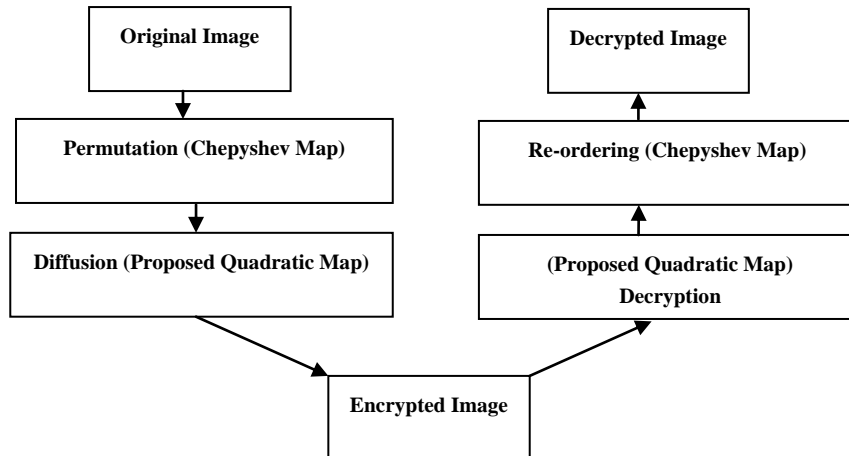 Original Image
Permutation (Chepyshev Map)
Diffusion (Proposed Quadratic Map)
Encrypted Image
(Proposed Quadratic Map)
Decryption
Re-ordering (Chepyshev Map)
Decrypted Image